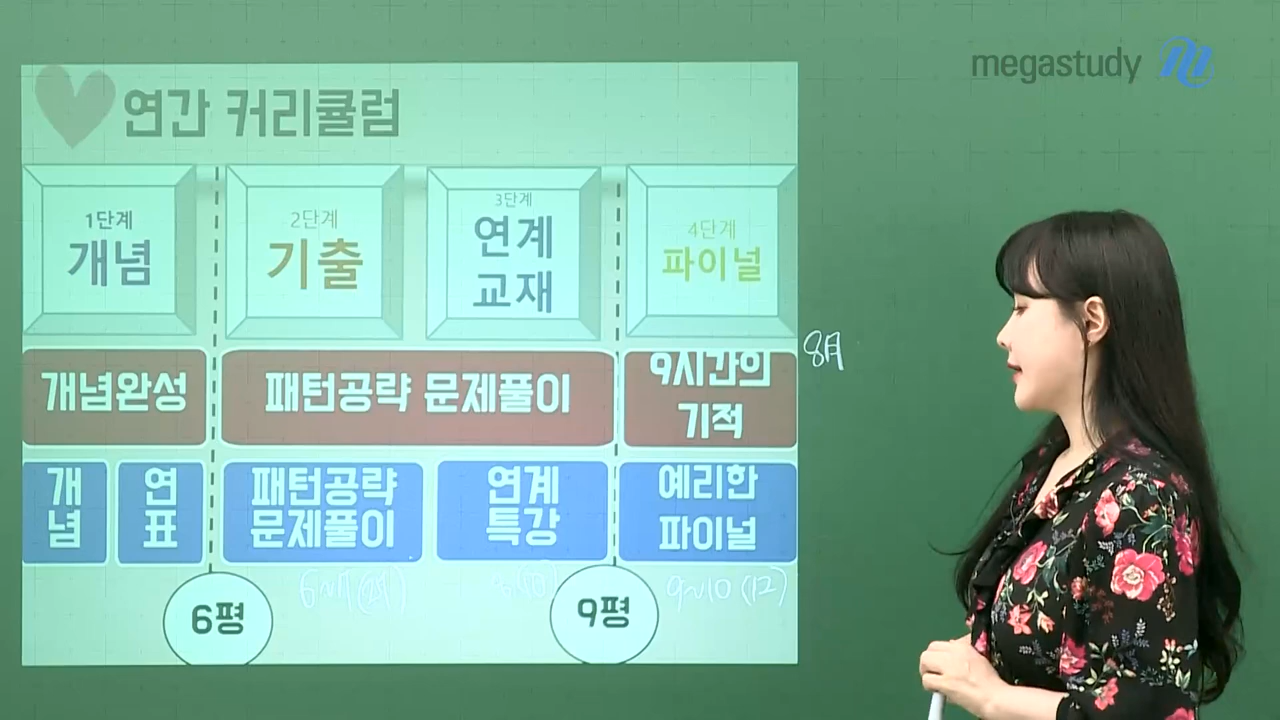 megastudy
연간 커리큘럼
1단계
개념
2단계
기출
3단계
연계
교재
4단계
파이널
개념완성
패턴공략 문제풀이
9시간의
기적
8月
개
념
연
표
패턴공략
문제풀이
연계
특강
예리한
파이널
9~10 (12)
6평
9평